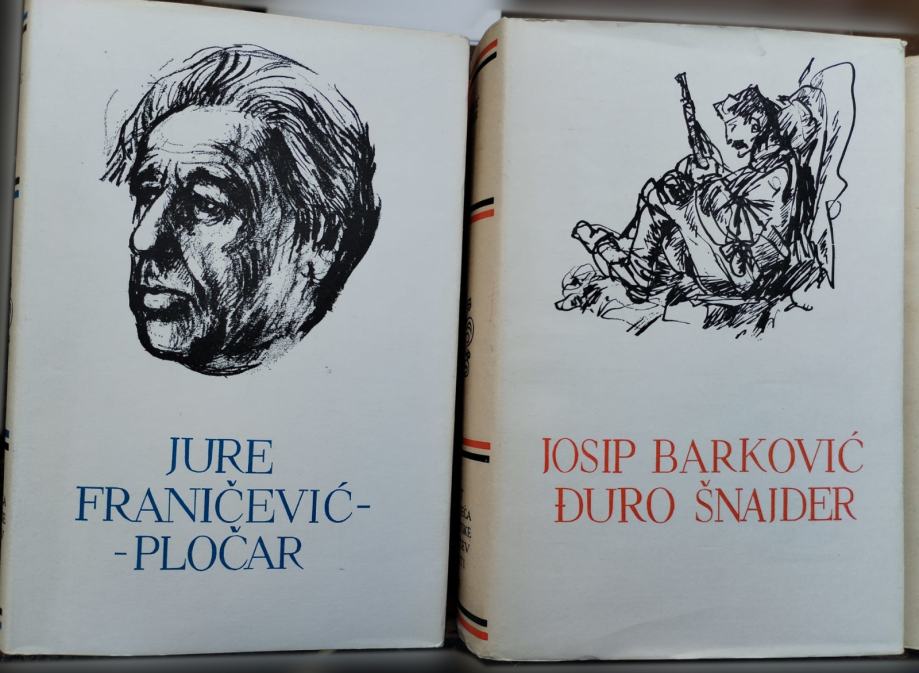 JURE
FRANIČEVIĆ-
-PLOČAR
JOSIP BARKOVIĆ
ĐURO ŠNAJDER